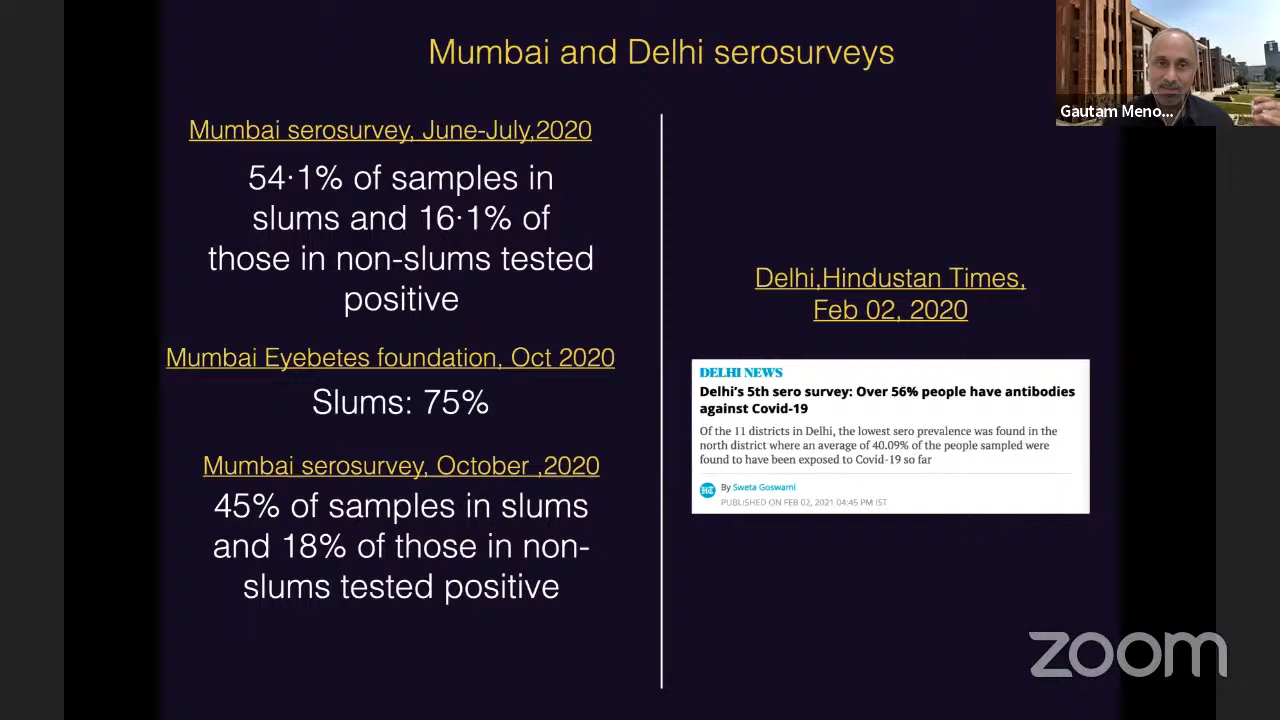 Mumbai and Delhi serosurveys
Gautam Meno...
Mumbai serosurvey, June-July,2020
54·1% of samples in
slums and 16·1% of
those in non-slums tested
positive
Mumbai Eyebetes foundation, Oct 2020
Slums: 75%
Mumbai serosurvey, October ,2020
45% of samples in slums
and 18% of those in non-
slums tested positive
Delhi,Hindustan Times,
Feb 02, 2020
DELHI NEWS
Delhi's 5th sero survey: Over 56% people have antibodies
against Covid-19
Of the 11 districts in Delhi, the lowest sero prevalence was found in the
north district where an average of 40.09% of the people sampled were
found to have been exposed to Covid-19 so far
HT
By Sweta Goswami
PUBLISHED ON FEB 02, 2021 04:45 PM IST
zoom